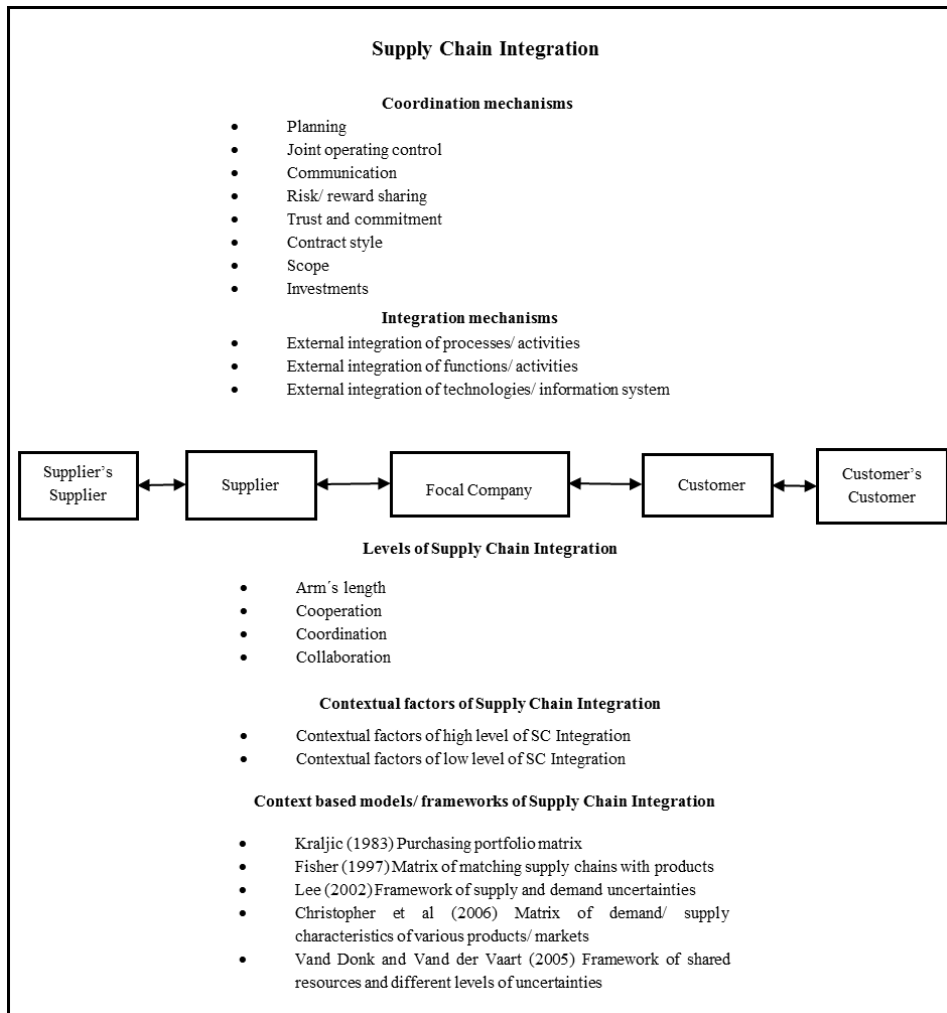 Supply Chain Integration
Coordination mechanisms
• Planning
• Joint operating control
• Communication
• Risk/ reward sharing
• Trust and commitment
• Contract style
• Scope
• Investments
Integration mechanisms
• External integration of processes/ activities
• External integration of functions/ activities
• External integration of technologies/ information system
Supplier's
Supplier
Supplier
Focal Company
Customer
Customer's
Customer
Levels of Supply Chain Integration
• Arm´s length
• Cooperation
• Coordination
• Collaboration
Contextual factors of Supply Chain Integration
• Contextual factors of high level of SC Integration
• Contextual factors of low level of SC Integration
Context based models/ frameworks of Supply Chain Integration
• Kraljic (1983) Purchasing portfolio matrix
• Fisher (1997) Matrix of matching supply chains with products
• Lee (2002) Framework of supply and demand uncertainties
• Christopher et al (2006) Matrix of demand/ supply
characteristics of various products/ markets
• Vand Donk and Vand der Vaart (2005) Framework of shared
resources and different levels of uncertainties